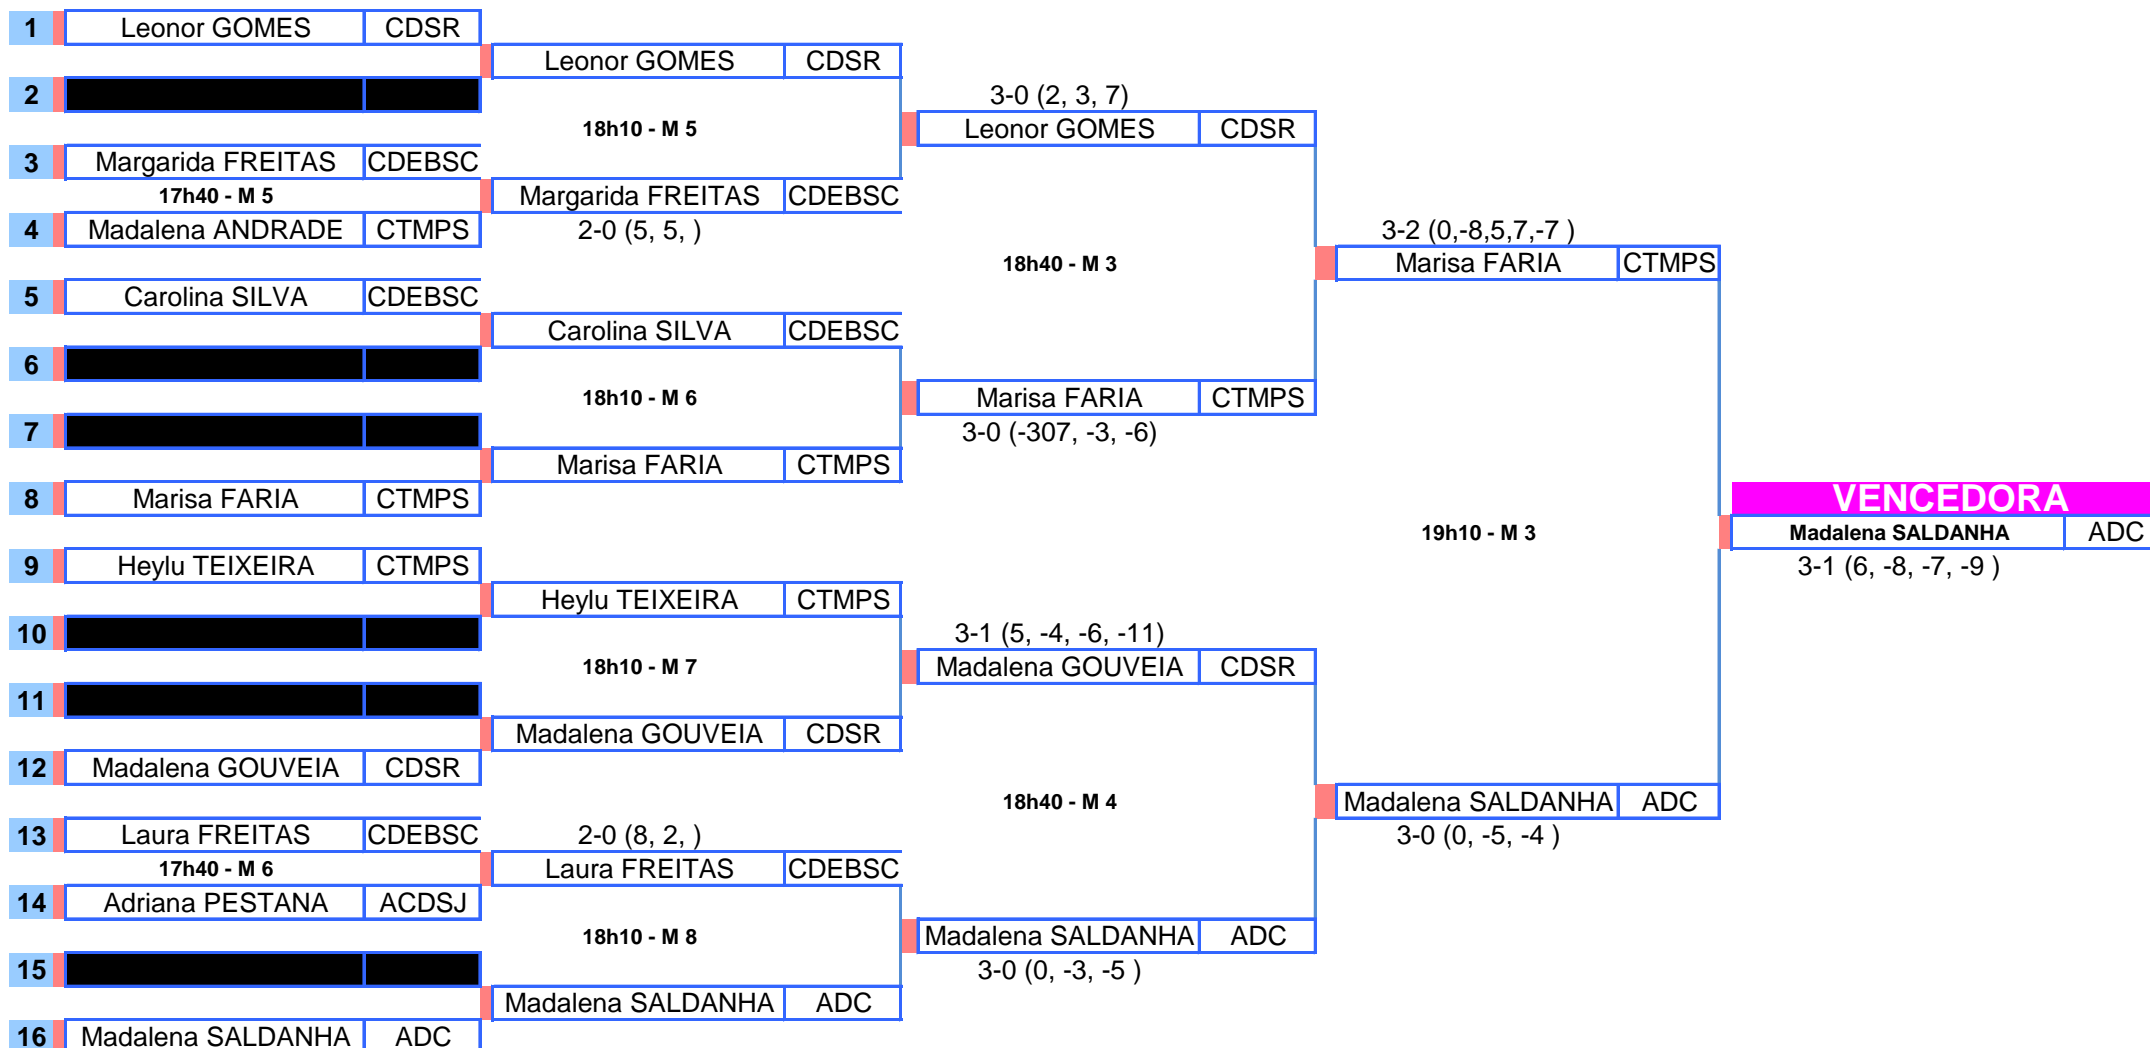 1 Leonor GOMES CDSR
Leonor GOMES CDSR
2
3-0 (2, 3, 7)
18h10 - M 5
Leonor GOMES CDSR
3 Margarida FREITAS CDEBSC
17h40 - M 5
Margarida FREITAS CDEBSC
4 Madalena ANDRADE CTMPS
2-0 (5, 5, )
3-2 (0,-8,5,7,-7 )
18h40 - M 3
Marisa FARIA CTMPS
5 Carolina SILVA CDEBSC
Carolina SILVA CDEBSC
6
18h10 - M 6
Marisa FARIA CTMPS
7
3-0 (-307, -3, -6)
Marisa FARIA CTMPS
8 Marisa FARIA CTMPS
VENCEDORA
19h10 - M 3
Madalena SALDANHA ADC
9 Heylu TEIXEIRA CTMPS
3-1 (6, -8, -7, -9 )
Heylu TEIXEIRA CTMPS
10
3-1 (5, -4, -6, -11)
18h10 - M 7
Madalena GOUVEIA CDSR
11
Madalena GOUVEIA CDSR
12 Madalena GOUVEIA CDSR
18h40 - M 4
Madalena SALDANHA ADC
13 Laura FREITAS CDEBSC
2-0 (8, 2, )
3-0 (0, -5, -4 )
17h40 - M 6
Laura FREITAS CDEBSC
14 Adriana PESTANA ACDSJ
18h10 - M 8
Madalena SALDANHA ADC
15
3-0 (0, -3, -5 )
Madalena SALDANHA ADC
16 Madalena SALDANHA ADC